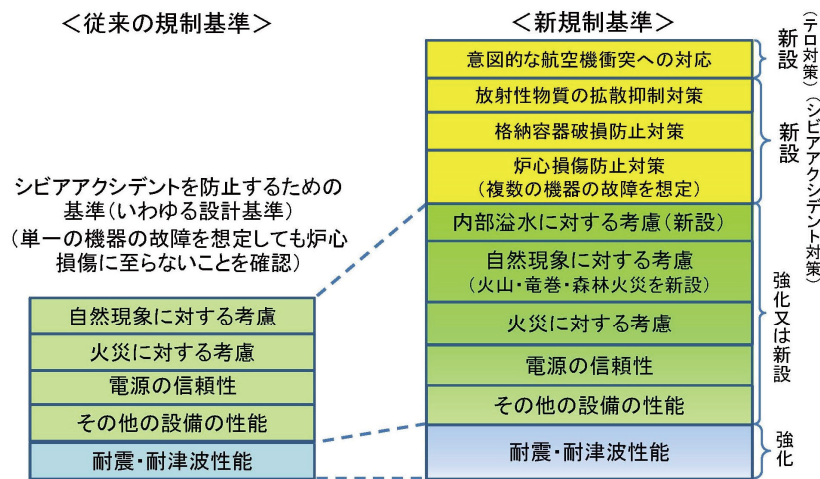 <従来の規制基準>
シビアアクシデントを防止するための
基準(いわゆる設計基準)
(単一の機器の故障を想定しても炉心
損傷に至らないことを確認)
自然現象に対する考慮
火災に対する考慮
電源の信頼性
その他の設備の性能
耐震・耐津波性能
<新規制基準>
意図的な航空機衝突への対応
放射性物質の拡散抑制対策
格納容器破損防止対策
炉心損傷防止対策
(複数の機器の故障を想定)
内部溢水に対する考慮(新設)
自然現象に対する考慮
(火山・竜巻・森林火災を新設)
火災に対する考慮
電源の信頼性
その他の設備の性能
耐震・耐津波性能
新設
(テロ対策)
新設
(シビアアクシデント対策)
強化又は新設
強化